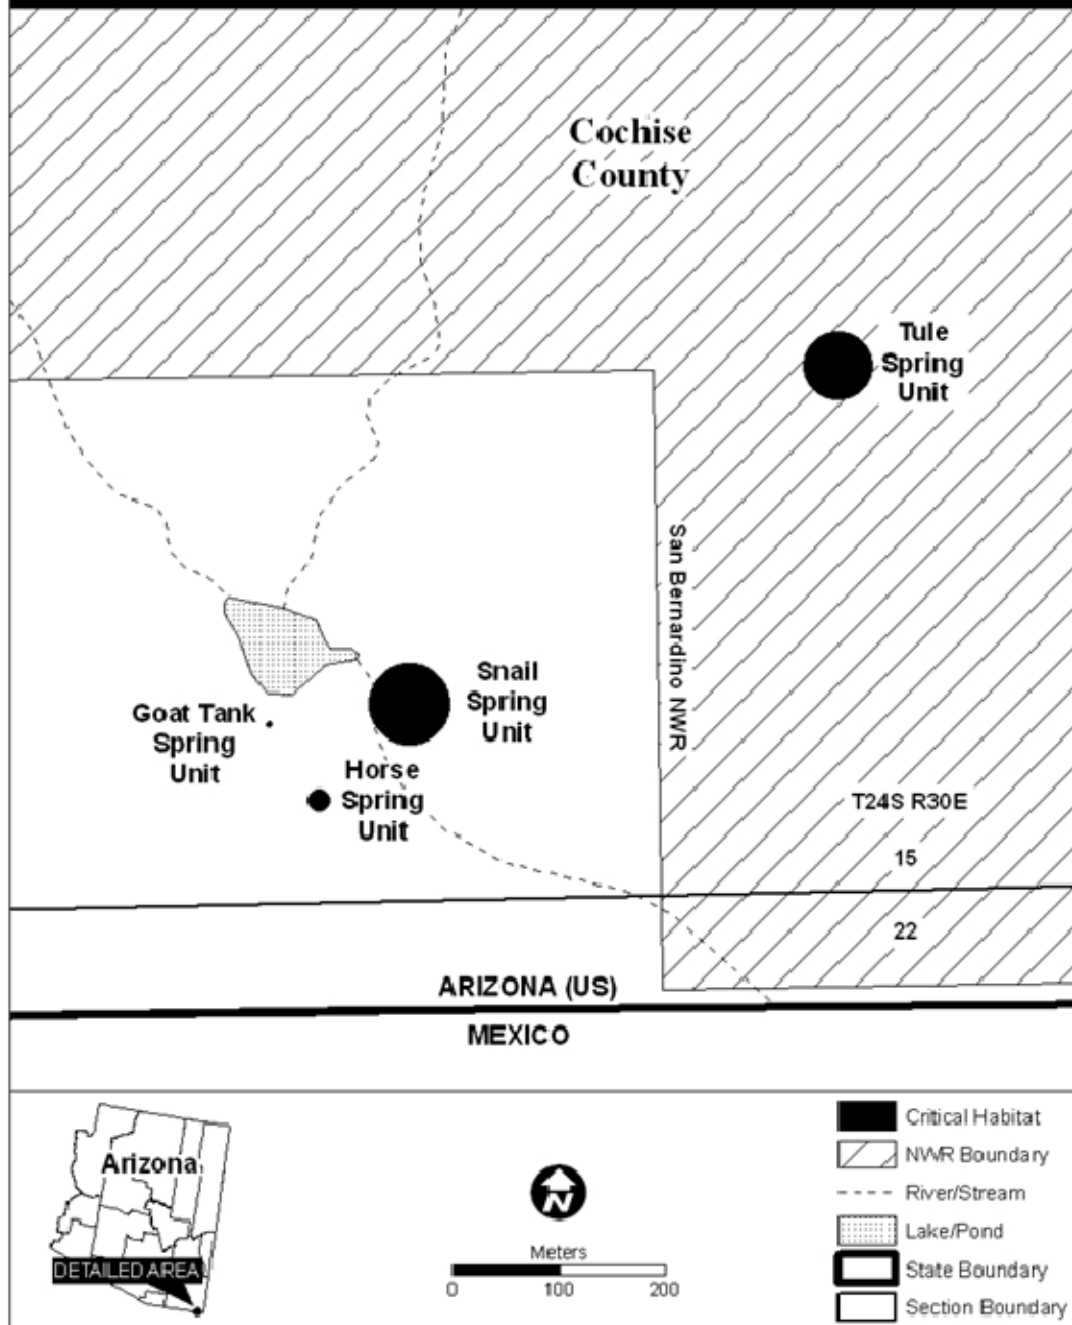 Cochise
County
Tule
Spring
Unit
San Bernardino NWR
Snail
Spring
Unit
Goat Tank
Spring
Unit
Horse
Spring
Unit
T24S R30E
15
22
ARIZONA (US)
MEXICO
Arizona
DETAILED AREA
N
Meters
0 100 200
Critical Habitat
NWR Boundary
River/Stream
Lake/Pond
State Boundary
Section Boundary